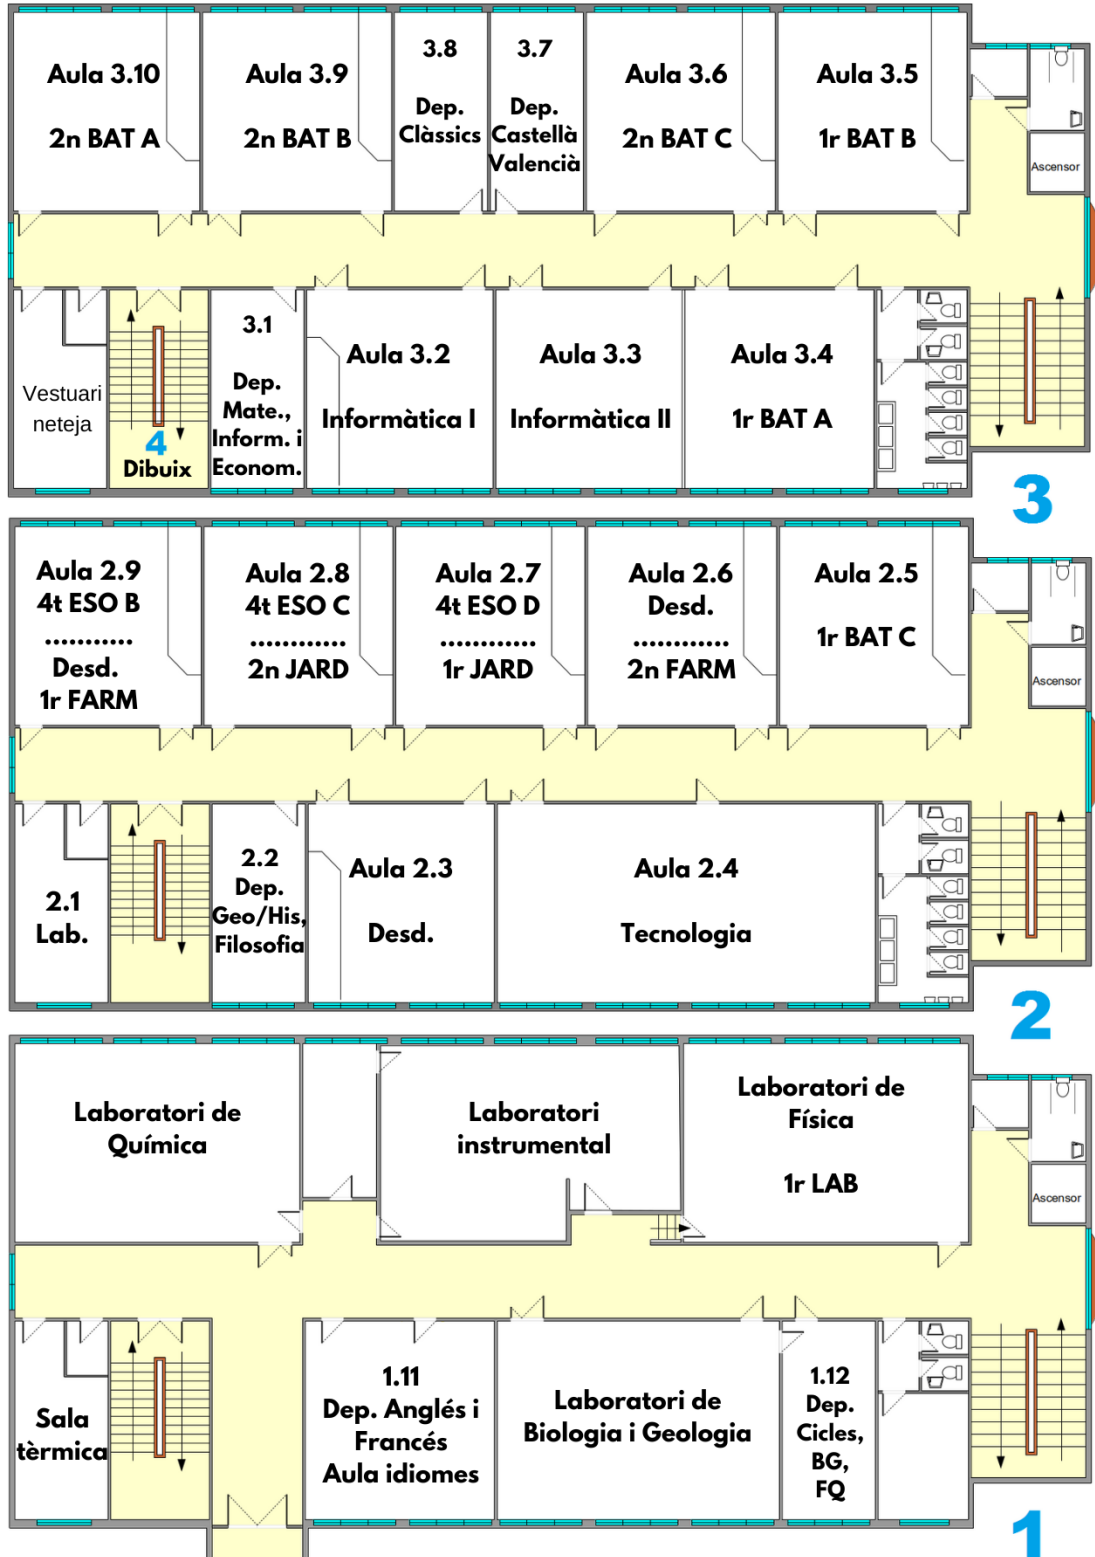 Aula 3.10
2n BAT A
Aula 3.9
2n BAT B
3.8
Dep.
Clàssics
3.7
Dep.
Castellà
Valencià
Aula 3.6
2n BAT C
Aula 3.5
1r BAT B
Ascensor
Vestuari
neteja
4
Dibuix
3.1
Dep.
Mate.,
Inform. i
Econom.
Aula 3.2
Informàtica I
Aula 3.3
Informàtica II
Aula 3.4
1r BAT A
3
Aula 2.9
4t ESO B
...........
Desd.
1r FARM
Aula 2.8
4t ESO C
............
2n JARD
Aula 2.7
4t ESO D
............
1r JARD
Aula 2.6
Desd.
............
2n FARM
Aula 2.5
1r BAT C
Ascensor
2.1
Lab.
2.2
Dep.
Geo/His,
Filosofia
Aula 2.3
Desd.
Aula 2.4
Tecnologia
2
Laboratori de
Química
Laboratori
instrumental
Laboratori de
Física
1r LAB
Ascensor
Sala
tèrmica
1.11
Dep. Anglés i
Francés
Aula idiomes
Laboratori de
Biologia i Geologia
1.12
Dep.
Cicles,
BG,
FQ
1